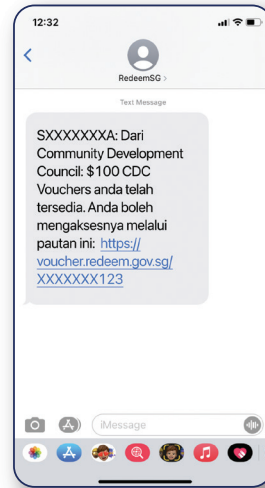 12:32
RedeemSG >
Text Message
SXXXXXXXA: Dari
Community Development
Council: $100 CDC
Vouchers anda telah
tersedia. Anda boleh
mengaksesnya melalui
pautan ini: https://
voucher.redeem.gov.sg/
XXXXXXX123
iMessage